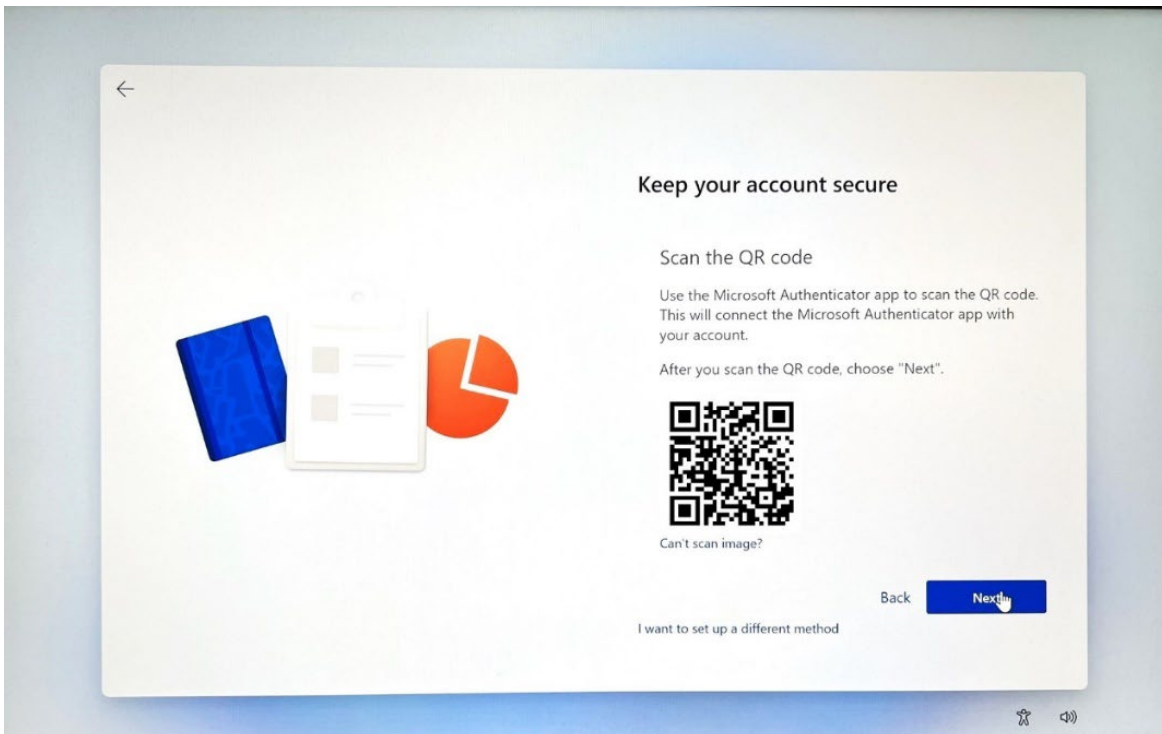 Keep your account secure
Scan the QR code
Use the Microsoft Authenticator app to scan the QR code.
This will connect the Microsoft Authenticator app with
your account.
After you scan the QR code, choose "Next".
Can't scan image?
Back
Next
I want to set up a different method